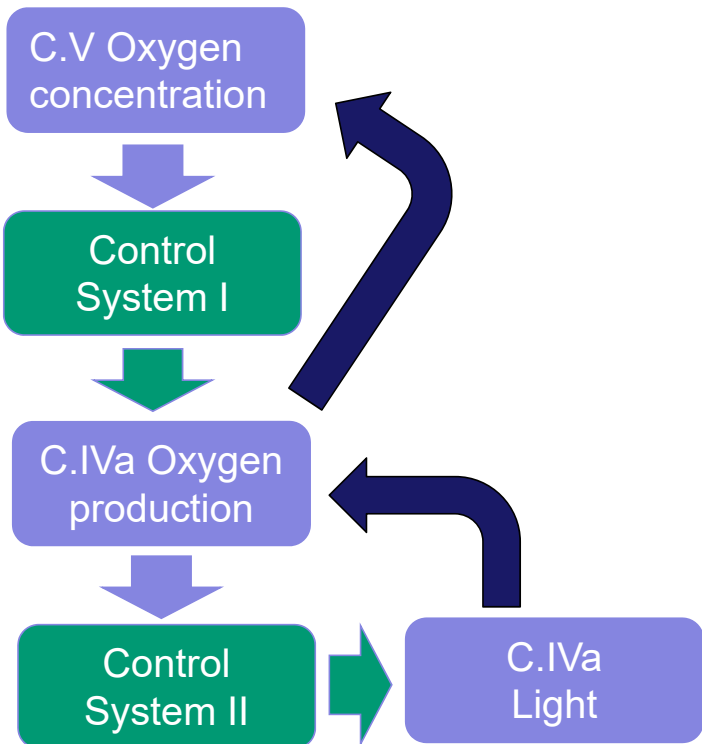 C.V Oxygen
concentration
Control
System I
C.IVa Oxygen
production
Control
System II
C.IVa
Light